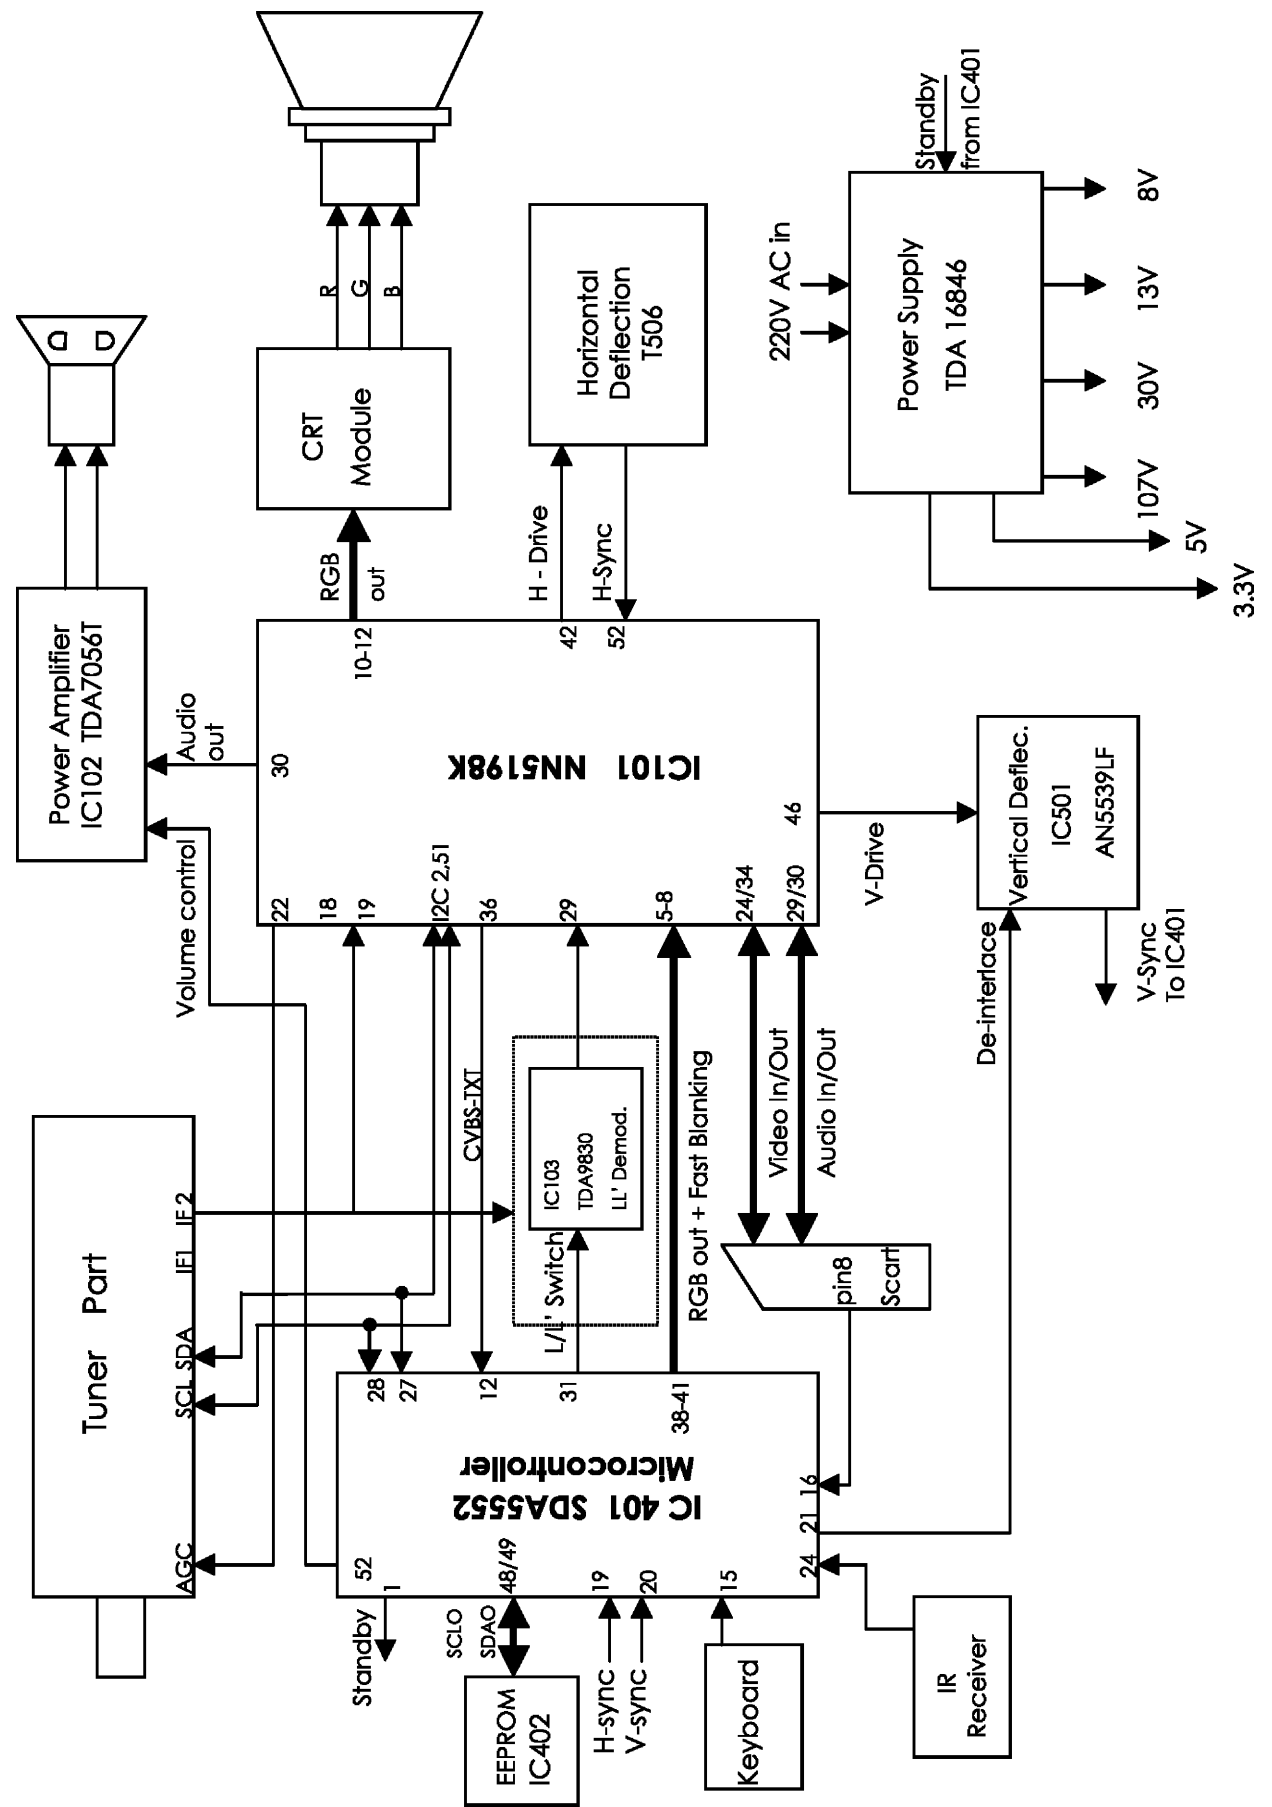 Tuner Part
AGC
SCL
SDA
IF1
IF 2
Volume control
Power Amplifier
IC102 TDA7056T
Audio
out
IC 401 SDA5552
Microcontroller
52
1
48/49
19
20
15
24
21
16
28
27
12
31
38-41
Standby
SCLO
SDAO
EEPROM
IC402
H-sync
V-sync
Keyboard
IR
Receiver
CVBS-TXT
L/L' Switch
IC103
TDA9830
LL' Demod.
RGB out + Fast Blanking
Video In/Out
Audio In/Out
pin8
Scart
De-interlace
IC101 NN5198K
22
18
19
I2C 2,51
36
29
5-8
24/34
29/30
30
10-12
42
52
46
RGB
out
CRT
Module
R
G
B
H - Drive
H-Sync
Horizontal
Deflection
T506
V-Drive
Vertical Deflec.
IC501
AN5539LF
V-Sync
To IC401
220V AC in
Power Supply
TDA 16846
Standby
from IC401
3.3V
5V
107V
30V
13V
8V